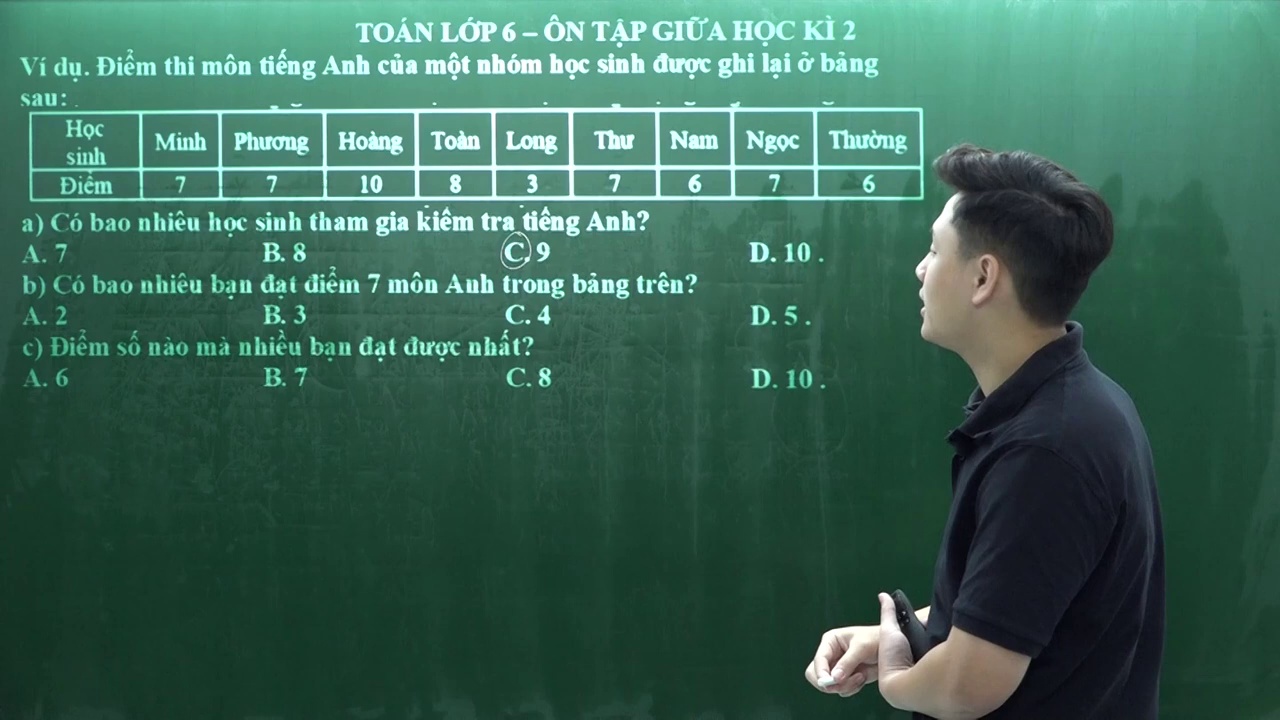 TOÁN LỚP 6 – ÔN TẬP GIỮA HỌC KÌ 2
Ví dụ. Điểm thi môn tiếng Anh của một nhóm học sinh được ghi lại ở bảng
sau:
Học sinh Minh Phương Hoàng Toàn Long Thư Nam Ngọc Thường
Điểm 7 7 10 8 3 7 6 7 6
a) Có bao nhiêu học sinh tham gia kiểm tra tiếng Anh?
A. 7 B. 8 C. 9 D. 10 .
b) Có bao nhiêu bạn đạt điểm 7 môn Anh trong bảng trên?
A. 2 B. 3 C. 4 D. 5 .
c) Điểm số nào mà nhiều bạn đạt được nhất?
A. 6 B. 7 C. 8 D. 10 .